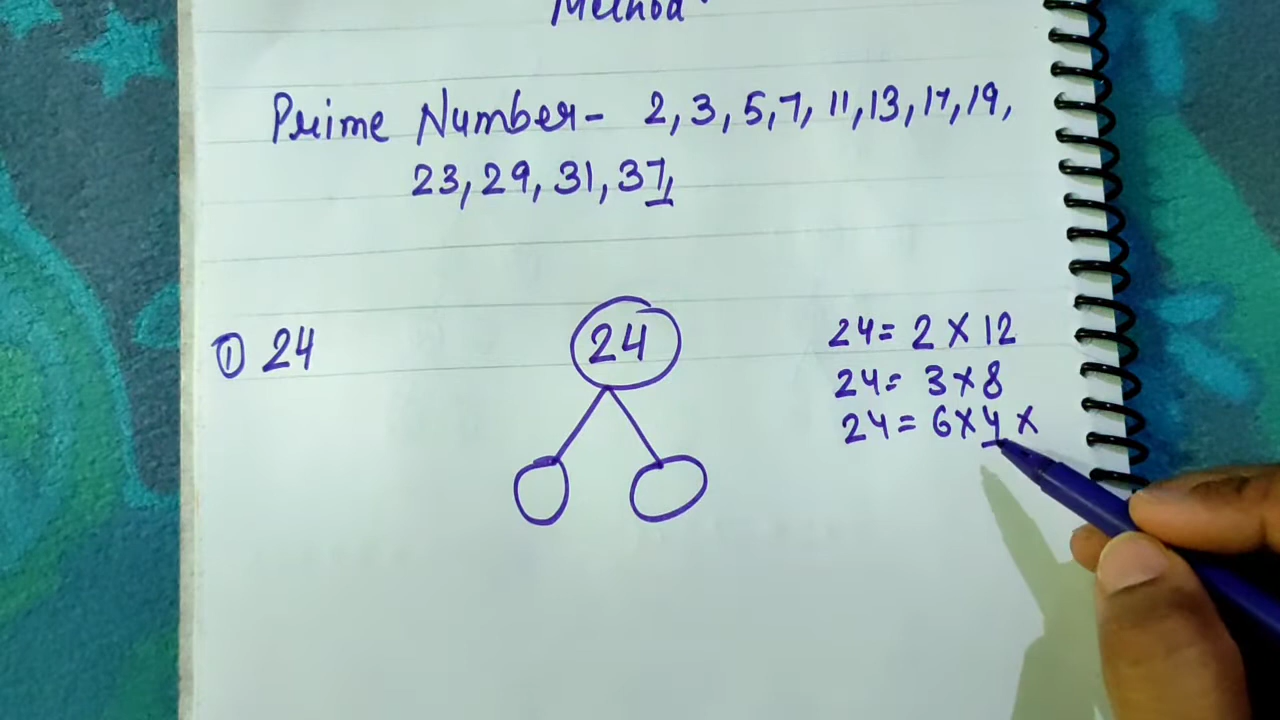 Method
Prime Number- 2, 3, 5, 7, 11, 13, 17, 19,
23, 29, 31, 37,
① 24
24
24= 2 X 12
24= 3 X 8
24= 6 X 4 X